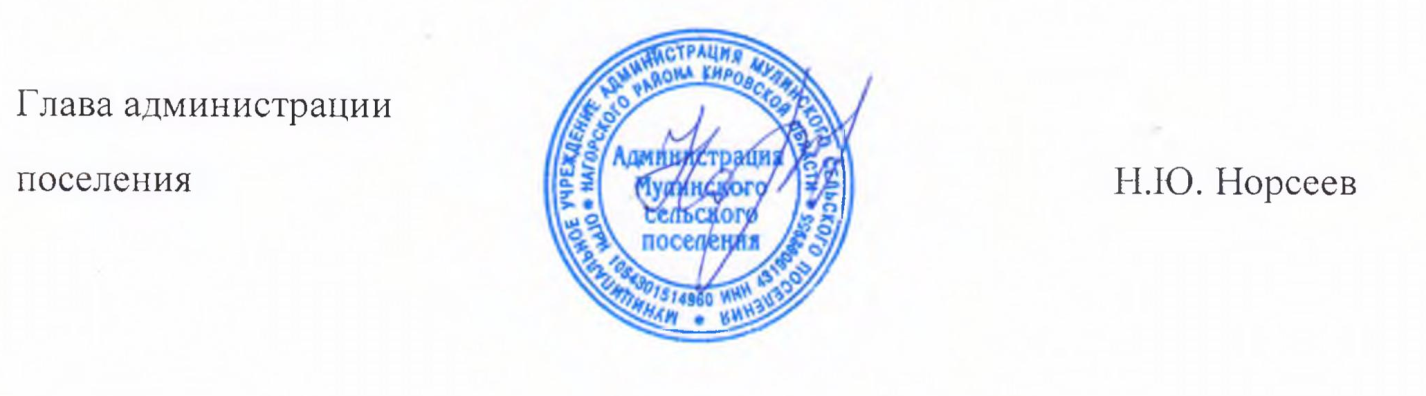 Глава администрации
поселения
МУНИЦИПАЛЬНОЕ УЧРЕЖДЕНИЕ АДМИНИСТРАЦИЯ МУЛИНСКОГО СЕЛЬСКОГО ПОСЕЛЕНИЯ
НАГОРСКОГО РАЙОНА КИРОВСКОЙ ОБЛАСТИ
ОГРН 1054301514960 ИНН 4319002955
Администрация
Мулинского
сельского
поселения
Н.Ю. Норсеев